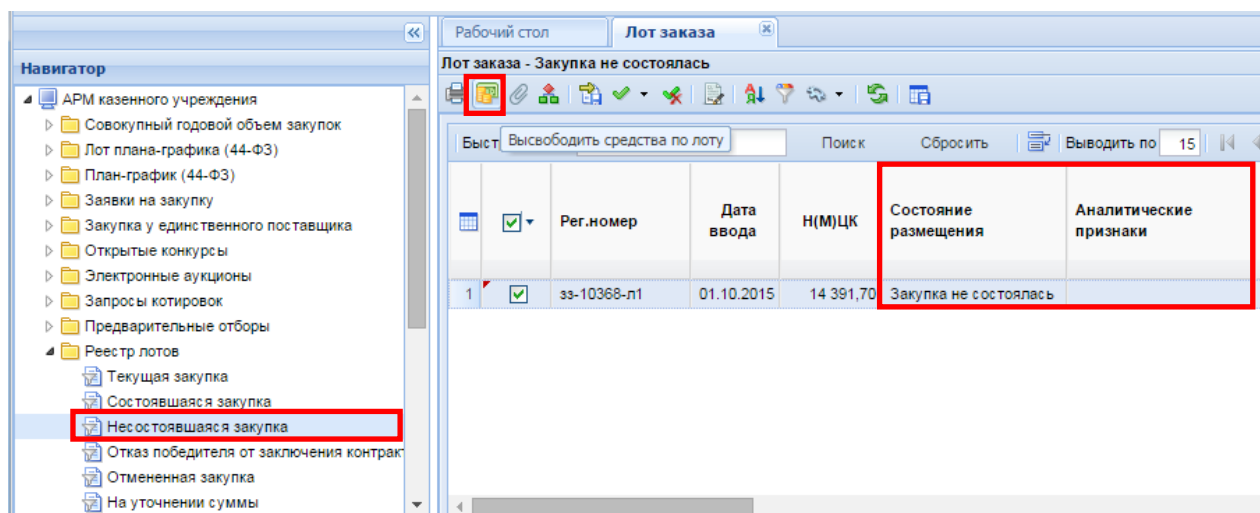 Рабочий стол
Лот заказа
Навигатор
Лот заказа - Закупка не состоялась
АРМ казенного учреждения
Совокупный годовой объем закупок
Лот плана-графика (44-ФЗ)
План-график (44-ФЗ)
Заявки на закупку
Закупка у единственного поставщика
Открытые конкурсы
Электронные аукционы
Запросы котировок
Предварительные отборы
Реестр лотов
Текущая закупка
Состоявшаяся закупка
Несостоявшаяся закупка
Отказ победителя от заключения контрак
Отмененная закупка
На уточнении суммы
Быст Высвободить средства по лоту Поиск Сбросить Выводить по 15
Рег.номер
Дата
ввода
Н(М)ЦК
Состояние
размещения
Аналитические
признаки
1 зз-10368-л1 01.10.2015 14 391,70 Закупка не состоялась